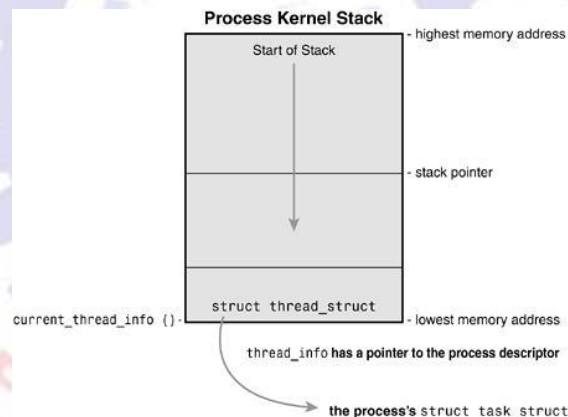 Process Kernel Stack
- highest memory address
Start of Stack
- stack pointer
struct thread_struct
current_thread_info () -
- lowest memory address
thread_info has a pointer to the process descriptor
the process's struct task struct